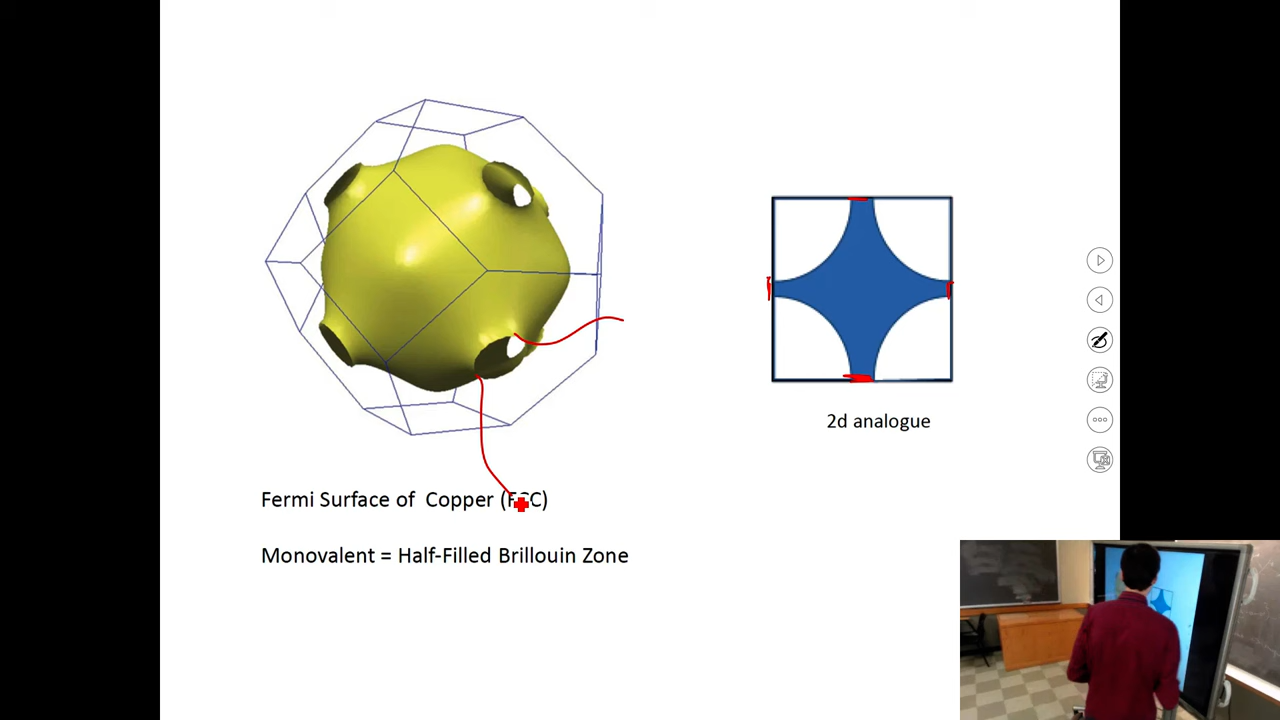 2d analogue
Fermi Surface of Copper (FCC)
Monovalent = Half-Filled Brillouin Zone